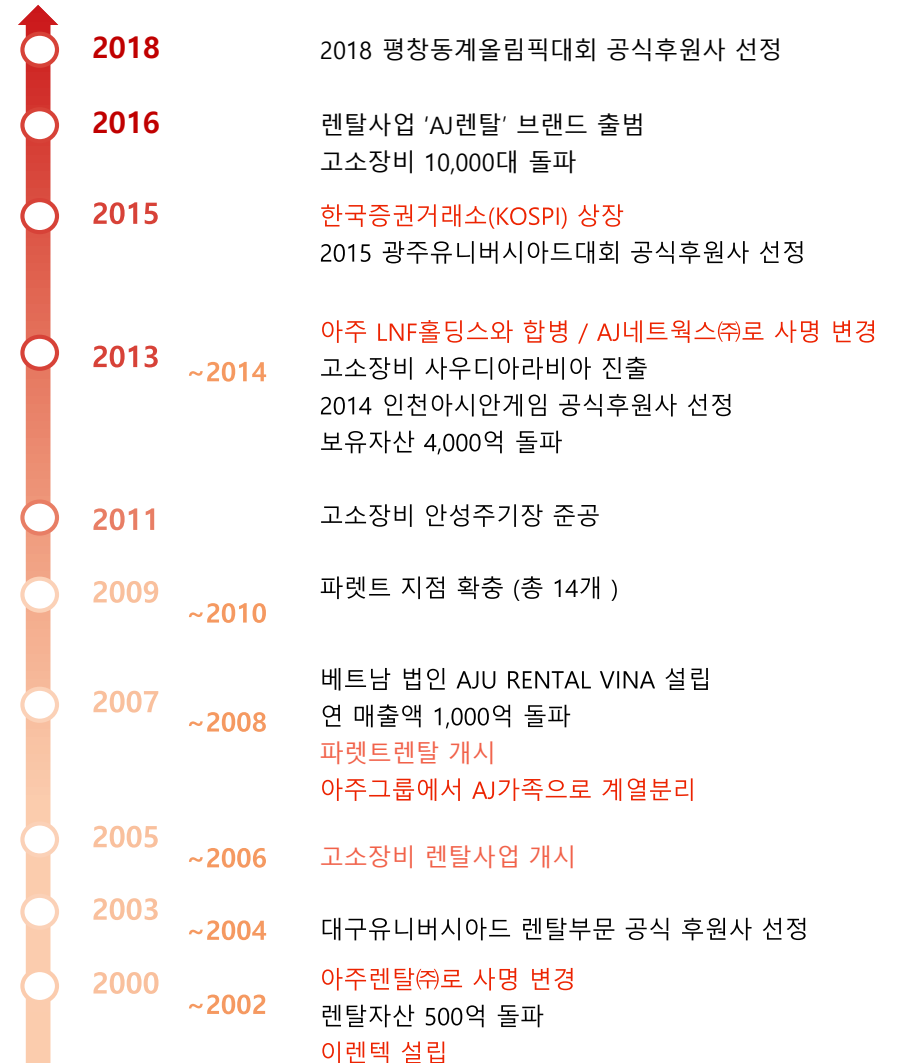 2018 2018 평창동계올림픽대회 공식후원사 선정
2016 렌탈사업 ‘AJ렌탈’ 브랜드 출범
고소장비 10,000대 돌파
2015 한국증권거래소(KOSPI) 상장
2015 광주유니버시아드대회 공식후원사 선정
아주 LNF홀딩스와 합병 / AJ네트웍스㈜로 사명 변경
2013 ~2014 고소장비 사우디아라비아 진출
2014 인천아시안게임 공식후원사 선정
보유자산 4,000억 돌파
2011 고소장비 안성주기장 준공
2009 ~2010 파렛트 지점 확충 (총 14개 )
베트남 법인 AJU RENTAL VINA 설립
2007 ~2008 연 매출액 1,000억 돌파
파렛트렌탈 개시
아주그룹에서 AJ가족으로 계열분리
2005 ~2006 고소장비 렌탈사업 개시
2003 ~2004 대구유니버시아드 렌탈부문 공식 후원사 선정
2000 ~2002 아주렌탈㈜로 사명 변경
렌탈자산 500억 돌파
이렌텍 설립